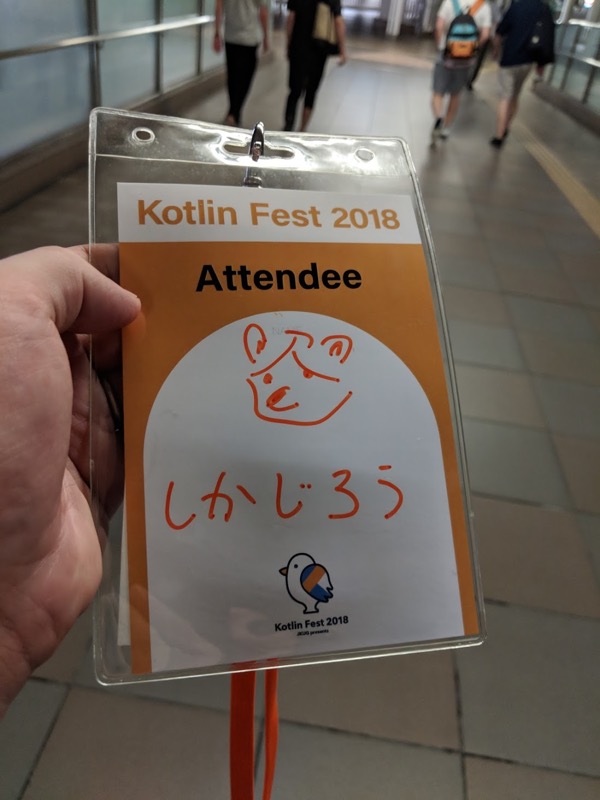 Kotlin Fest 2018
Attendee
しかじろう
Kotlin Fest 2018
JKUG presents